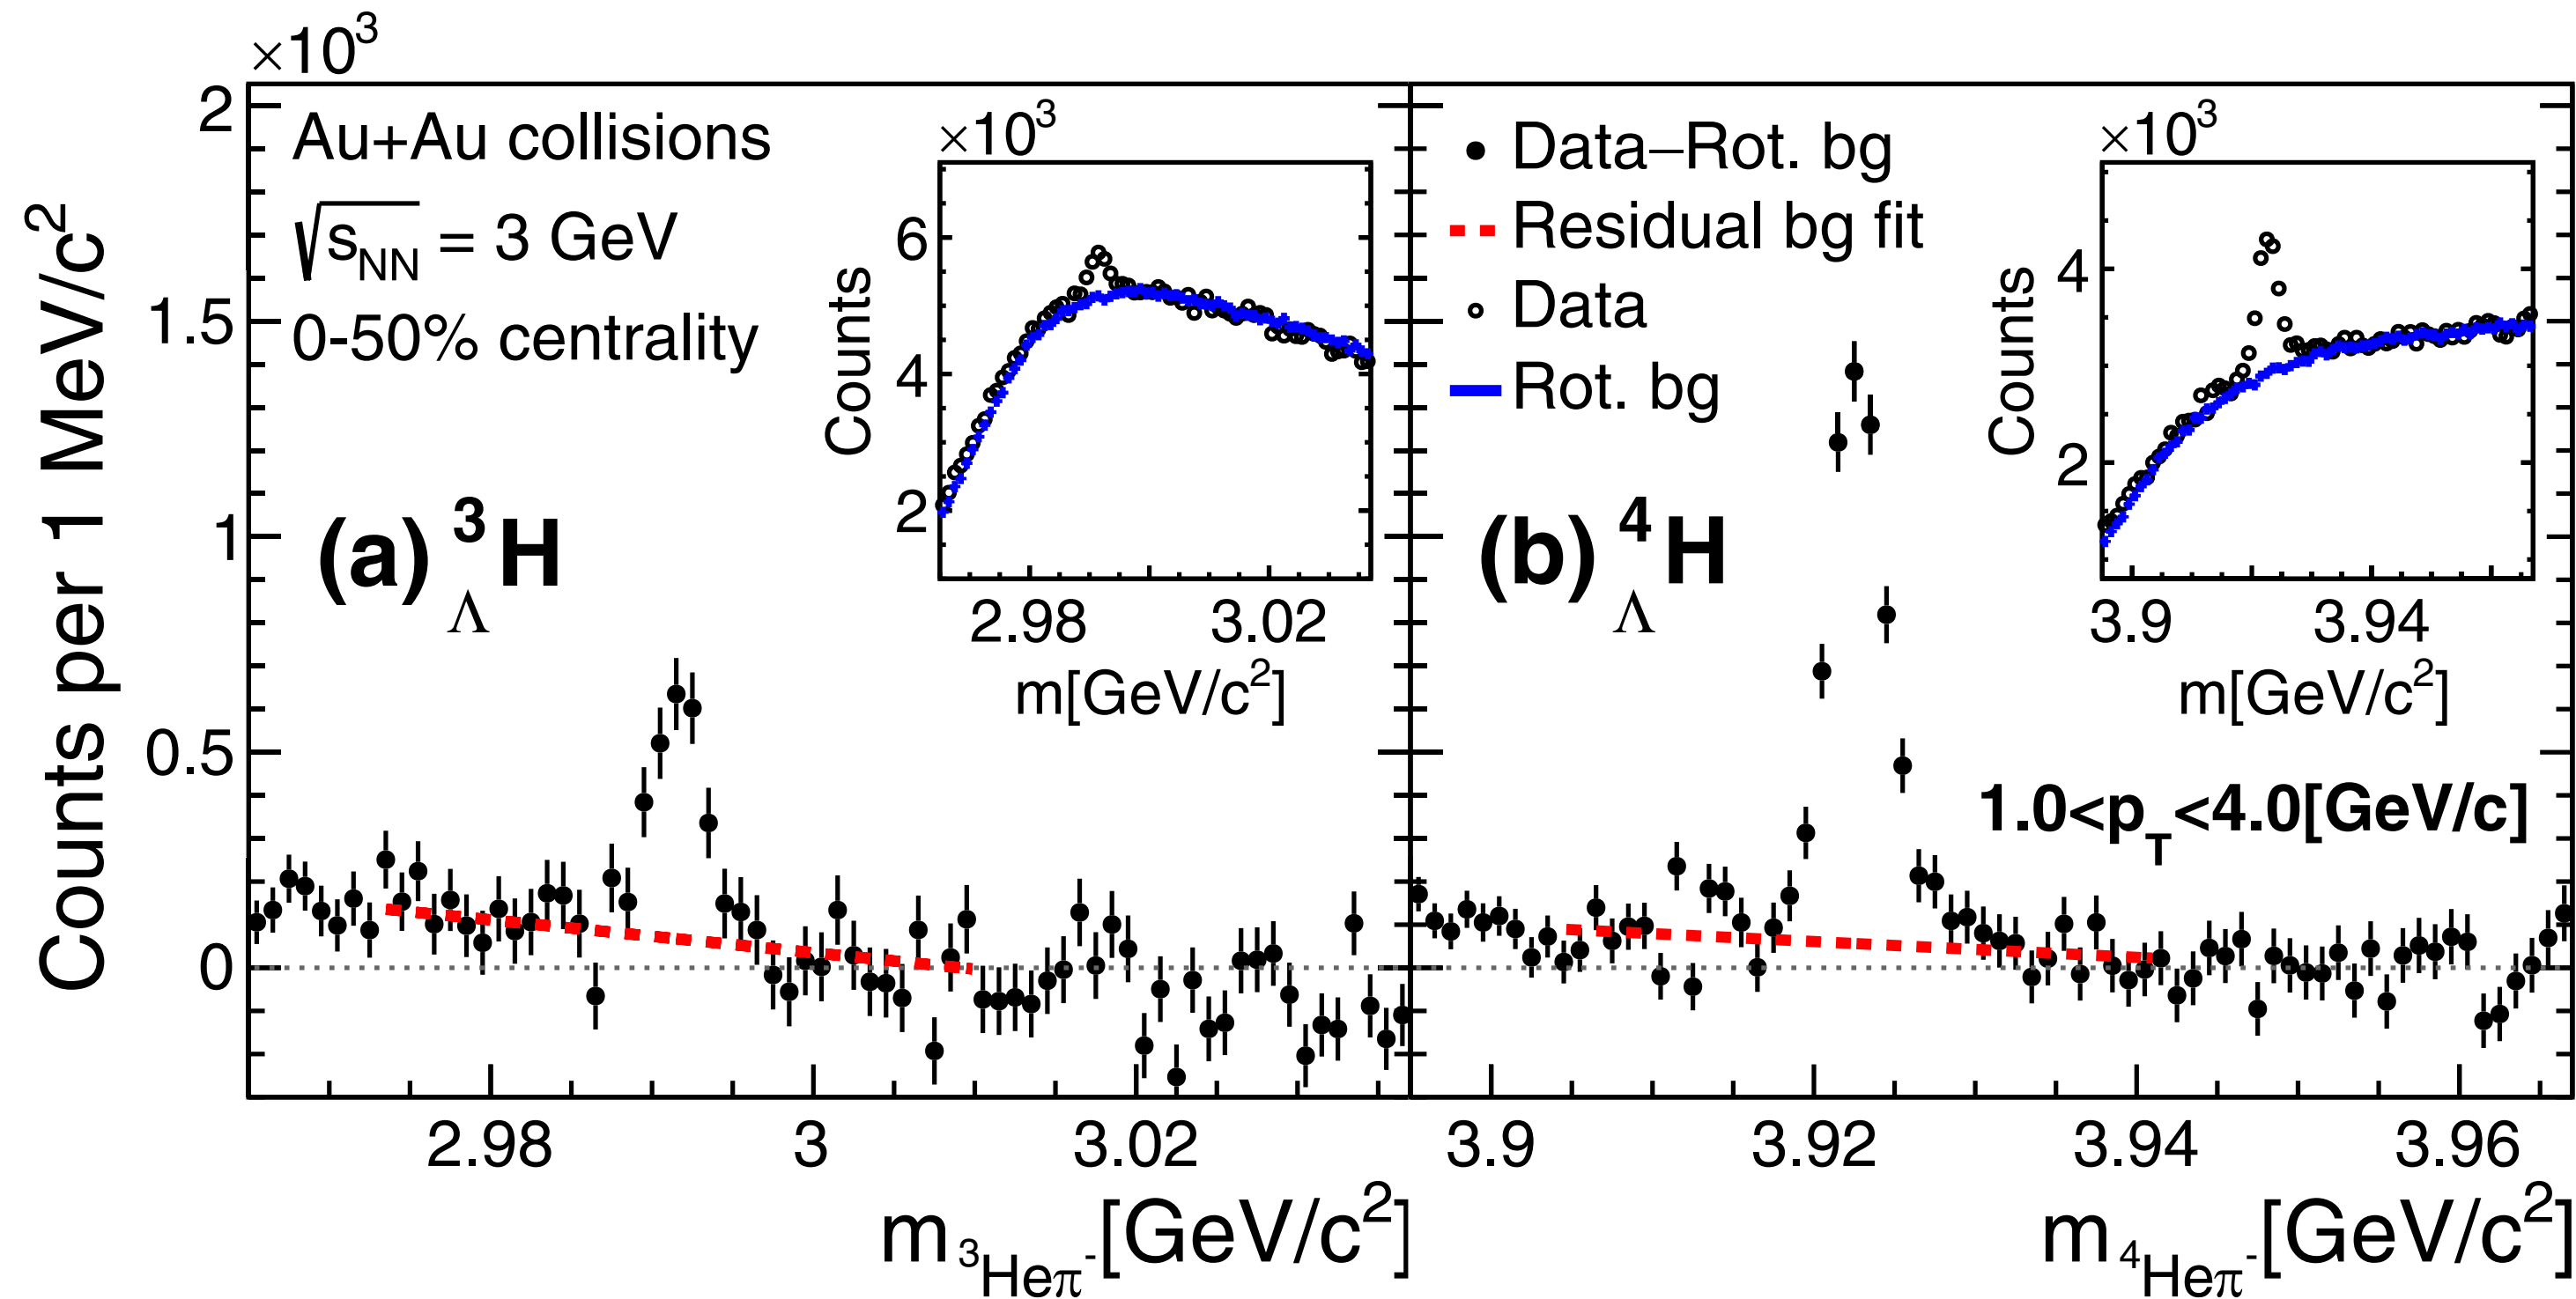 ×10³
Counts per 1 MeV/c²
2
1.5
1
0.5
0
Au+Au collisions
√sNN = 3 GeV
0-50% centrality
(a) ³ΛH
×10³
Counts
6
4
2
2.98 3.02
m[GeV/c²]
2.98 3 3.02
m³Heπ⁻[GeV/c²]
Data–Rot. bg
Residual bg fit
Data
Rot. bg
(b) ⁴ΛH
×10³
Counts
4
2
3.9 3.94
m[GeV/c²]
1.0<pT<4.0[GeV/c]
3.9 3.92 3.94 3.96
m⁴Heπ⁻[GeV/c²]